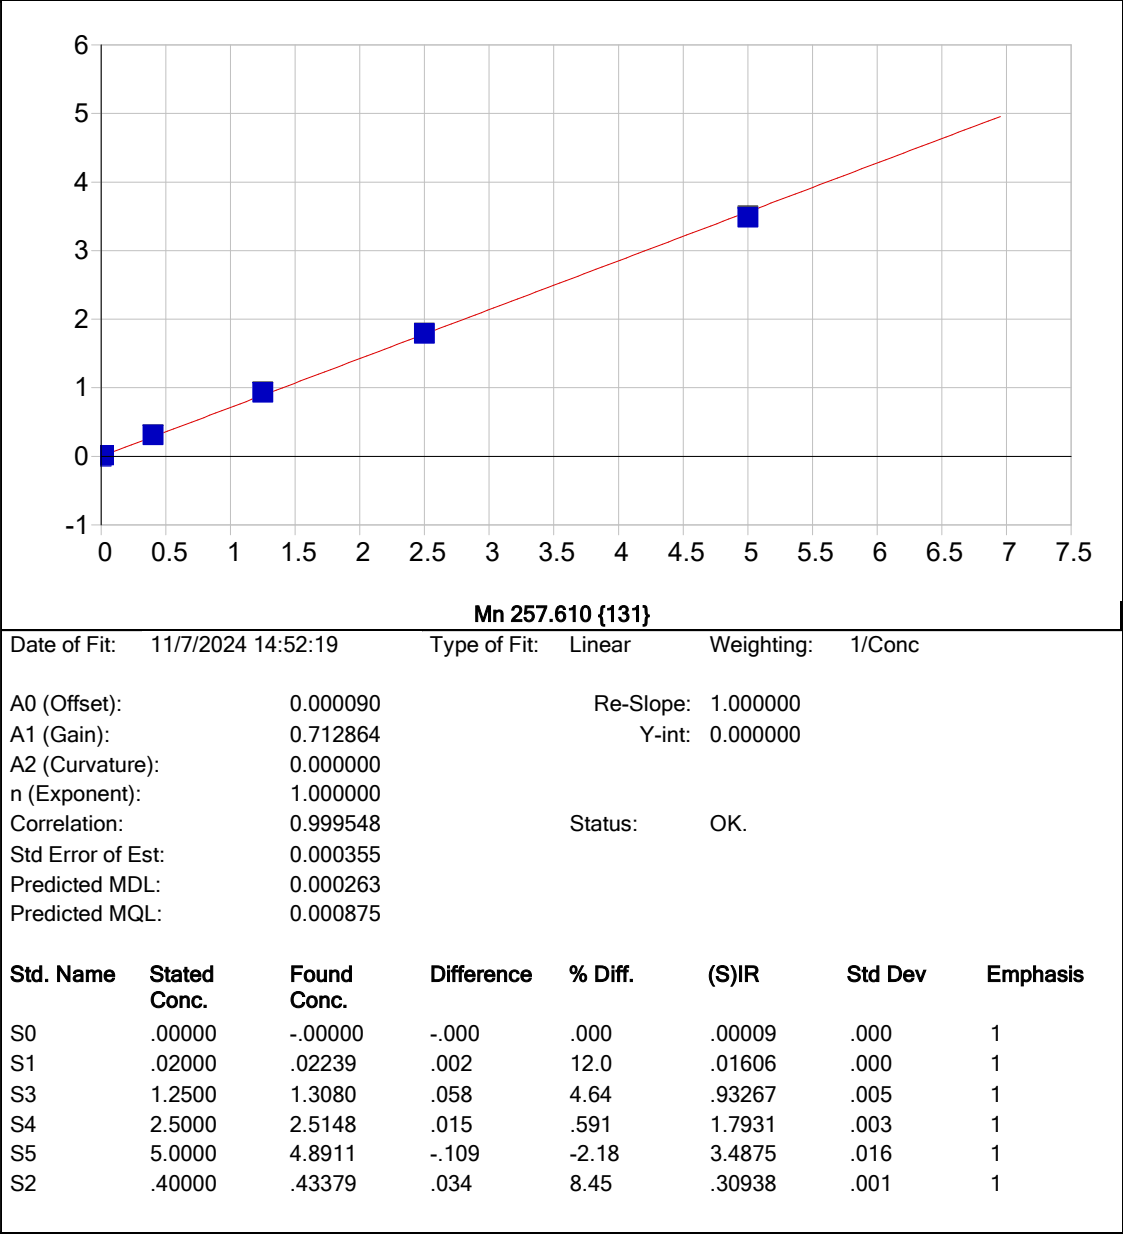 6
5
4
3
2
1
0
-1
0 0.5 1 1.5 2 2.5 3 3.5 4 4.5 5 5.5 6 6.5 7 7.5
Mn 257.610 {131}
Date of Fit: 11/7/2024 14:52:19 Type of Fit: Linear Weighting: 1/Conc
A0 (Offset): 0.000090 Re-Slope: 1.000000
A1 (Gain): 0.712864 Y-int: 0.000000
A2 (Curvature): 0.000000
n (Exponent): 1.000000
Correlation: 0.999548 Status: OK.
Std Error of Est: 0.000355
Predicted MDL: 0.000263
Predicted MQL: 0.000875
Std. Name Stated Found Difference % Diff. (S)IR Std Dev Emphasis
Conc. Conc.
S0 .00000 -.00000 -.000 .000 .00009 .000 1
S1 .02000 .02239 .002 12.0 .01606 .000 1
S3 1.2500 1.3080 .058 4.64 .93267 .005 1
S4 2.5000 2.5148 .015 .591 1.7931 .003 1
S5 5.0000 4.8911 -.109 -2.18 3.4875 .016 1
S2 .40000 .43379 .034 8.45 .30938 .001 1